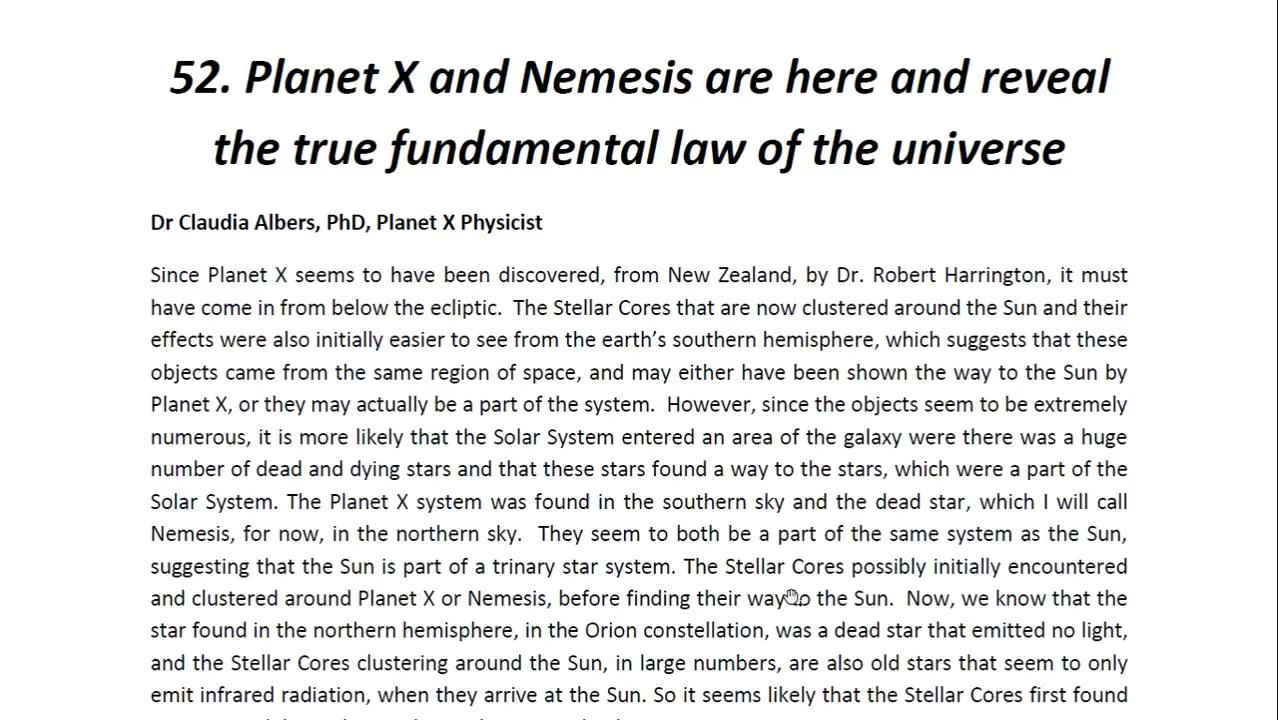 52. Planet X and Nemesis are here and reveal
the true fundamental law of the universe
Dr Claudia Albers, PhD, Planet X Physicist
Since Planet X seems to have been discovered, from New Zealand, by Dr. Robert Harrington, it must
have come in from below the ecliptic. The Stellar Cores that are now clustered around the Sun and their
effects were also initially easier to see from the earth’s southern hemisphere, which suggests that these
objects came from the same region of space, and may either have been shown the way to the Sun by
Planet X, or they may actually be a part of the system. However, since the objects seem to be extremely
numerous, it is more likely that the Solar System entered an area of the galaxy were there was a huge
number of dead and dying stars and that these stars found a way to the stars, which were a part of the
Solar System. The Planet X system was found in the southern sky and the dead star, which I will call
Nemesis, for now, in the northern sky. They seem to both be a part of the same system as the Sun,
suggesting that the Sun is part of a trinary star system. The Stellar Cores possibly initially encountered
and clustered around Planet X or Nemesis, before finding their way to the Sun. Now, we know that the
star found in the northern hemisphere, in the Orion constellation, was a dead star that emitted no light,
and the Stellar Cores clustering around the Sun, in large numbers, are also old stars that seem to only
emit infrared radiation, when they arrive at the Sun. So it seems likely that the Stellar Cores first found